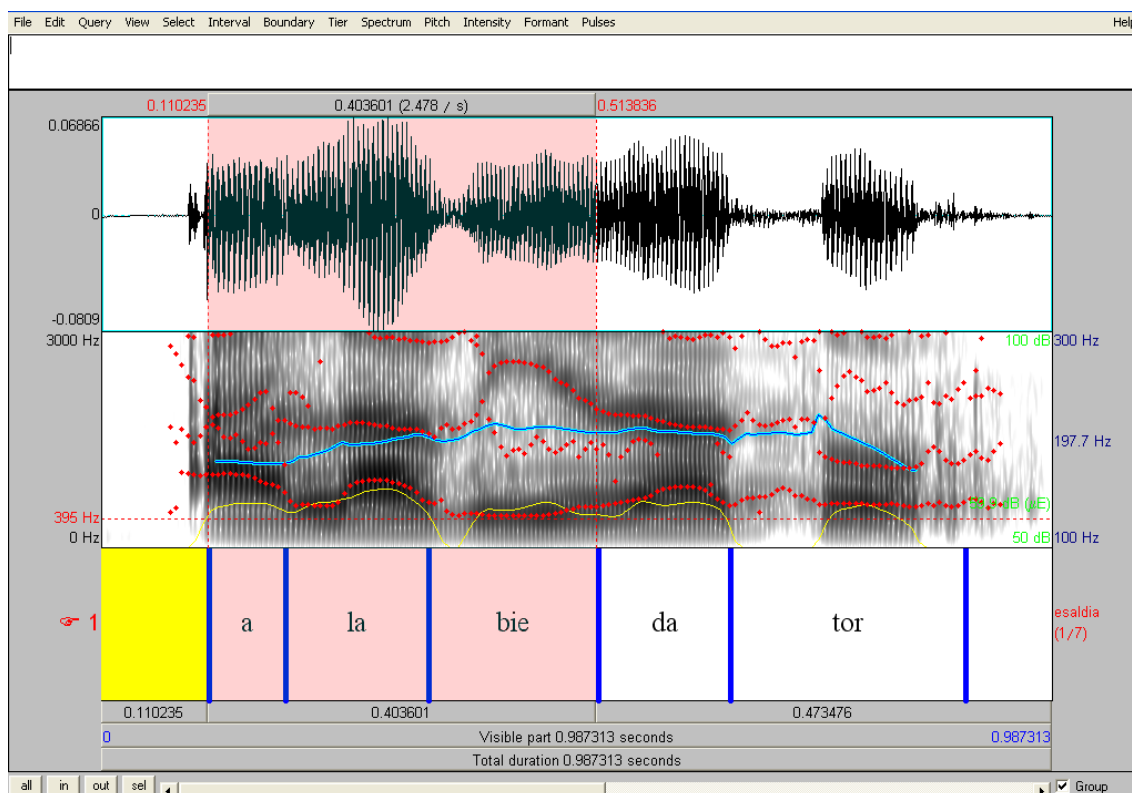 File Edit Query View Select Interval Boundary Tier Spectrum Pitch Intensity Formant Pulses Help
0.110235 0.403601 (2.478 / s) 0.513836
0.06866
0
-0.0809
3000 Hz 100 dB 300 Hz
197.7 Hz
395 Hz
0 Hz 50 dB 100 Hz
1 a la bie da tor esaldia
(1/7)
0.110235 0.403601 0.473476
0 Visible part 0.987313 seconds 0.987313
Total duration 0.987313 seconds
all in out sel Group